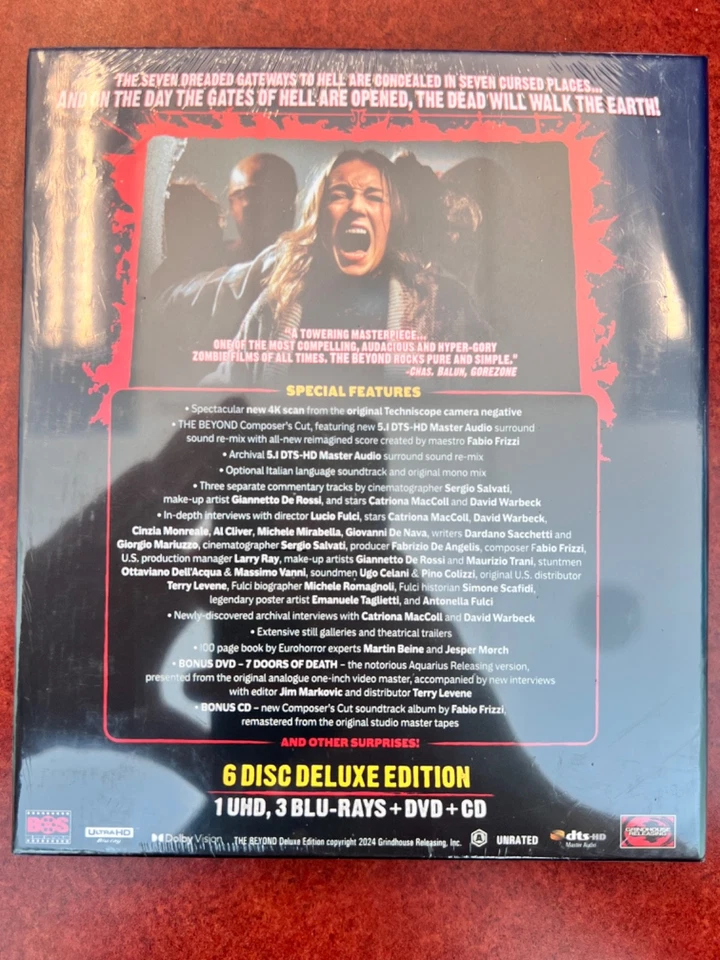 THE SEVEN DREADED GATEWAYS TO HELL ARE CONCEALED IN SEVEN CURSED PLACES...
AND ON THE DAY THE GATES OF HELL ARE OPENED, THE DEAD WILL WALK THE EARTH!
"A TOWERING MASTERPIECE...
ONE OF THE MOST COMPELLING, AUDACIOUS AND HYPER-GORY
ZOMBIE FILMS OF ALL TIMES. THE BEYOND ROCKS PURE AND SIMPLE."
-CHAS. BALUN, GOREZONE
SPECIAL FEATURES
• Spectacular new 4K scan from the original Techniscope camera negative
• THE BEYOND Composer's Cut, featuring new 5.1 DTS-HD Master Audio surround
sound re-mix with all-new reimagined score created by maestro Fabio Frizzi
• Archival 5.1 DTS-HD Master Audio surround sound re-mix
• Optional Italian language soundtrack and original mono mix
• Three separate commentary tracks by cinematographer Sergio Salvati,
make-up artist Giannetto De Rossi, and stars Catriona MacColl and David Warbeck
• In-depth interviews with director Lucio Fulci, stars Catriona MacColl, David Warbeck,
Cinzia Monreale, Al Cliver, Michele Mirabella, Giovanni De Nava, writers Dardano Sacchetti and
Giorgio Mariuzzo, cinematographer Sergio Salvati, producer Fabrizio De Angelis, composer Fabio Frizzi,
U.S. production manager Larry Ray, make-up artists Giannetto De Rossi and Maurizio Trani, stuntmen
Ottaviano Dell'Acqua & Massimo Vanni, soundmen Ugo Celani & Pino Colizzi, original U.S. distributor
Terry Levene, Fulci biographer Michele Romagnoli, Fulci historian Simone Scafidi,
legendary poster artist Emanuele Taglietti, and Antonella Fulci
• Newly-discovered archival interviews with Catriona MacColl and David Warbeck
• Extensive still galleries and theatrical trailers
• 100 page book by Eurohorror experts Martin Beine and Jesper Mørch
• BONUS DVD – 7 DOORS OF DEATH – the notorious Aquarius Releasing version,
presented from the original analogue one-inch video master, accompanied by new interviews
with editor Jim Markovic and distributor Terry Levene
• BONUS CD – new Composer's Cut soundtrack album by Fabio Frizzi,
remastered from the original studio master tapes
AND OTHER SURPRISES!
6 DISC DELUXE EDITION
1 UHD, 3 BLU-RAYS + DVD + CD
BOS
ULTRA HD
Blu-ray
Dolby Vision
THE BEYOND Deluxe Edition copyright 2024 Grindhouse Releasing, Inc.
UNRATED
dts-HD
Master Audio
GRINDHOUSE
RELEASING